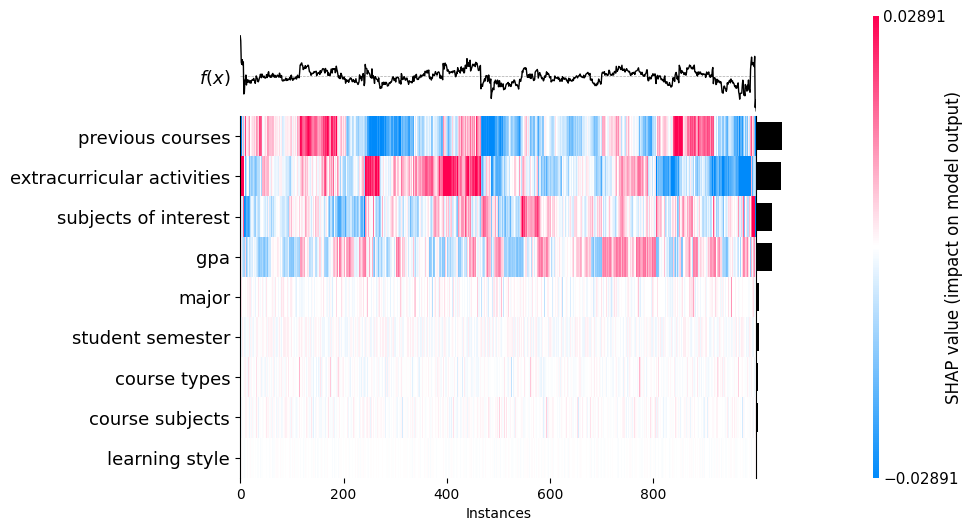 0.02891
f(x)
previous courses
extracurricular activities
subjects of interest
gpa
major
student semester
course types
course subjects
learning style
0 200 400 600 800
Instances
−0.02891
SHAP value (impact on model output)